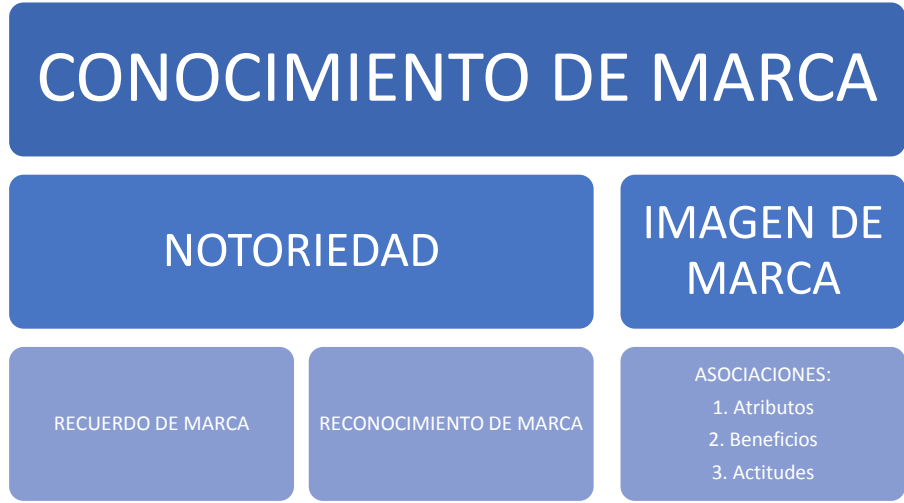 CONOCIMIENTO DE MARCA
NOTORIEDAD
IMAGEN DE
MARCA
RECUERDO DE MARCA
RECONOCIMIENTO DE MARCA
ASOCIACIONES:
1. Atributos
2. Beneficios
3. Actitudes